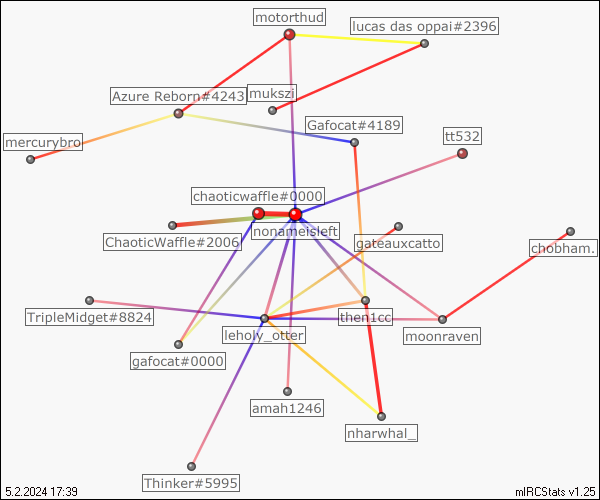 motorthud
lucas das oppai#2396
Azure Reborn#4243
mukszi
Gafocat#4189
mercurybro
tt532
chaoticwaffle#0000
nonameisleft
ChaoticWaffle#2006
gateauxcatto
chobham.
TripleMidget#8824
then1cc
leholy_otter
moonraven
gafocat#0000
amah1246
nharwhal_
Thinker#5995
5.2.2024 17:39
mIRCStats v1.25